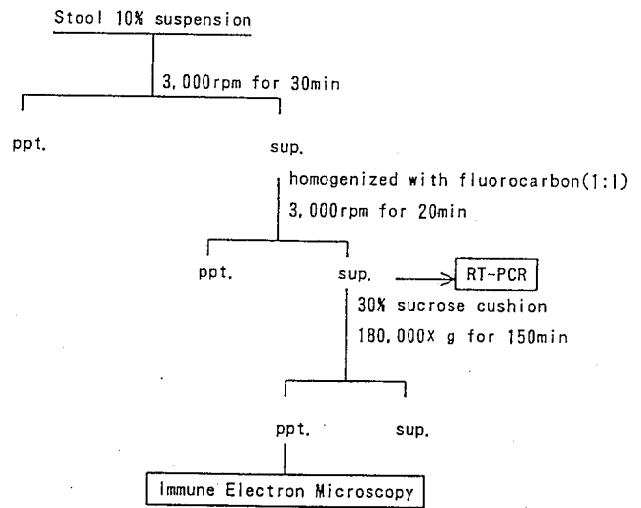 Stool 10% suspension
3,000rpm for 30min
ppt.
sup.
homogenized with fluorocarbon(1:1)
3,000rpm for 20min
ppt.
sup.
RT-PCR
30% sucrose cushion
180,000X g for 150min
ppt.
sup.
Immune Electron Microscopy